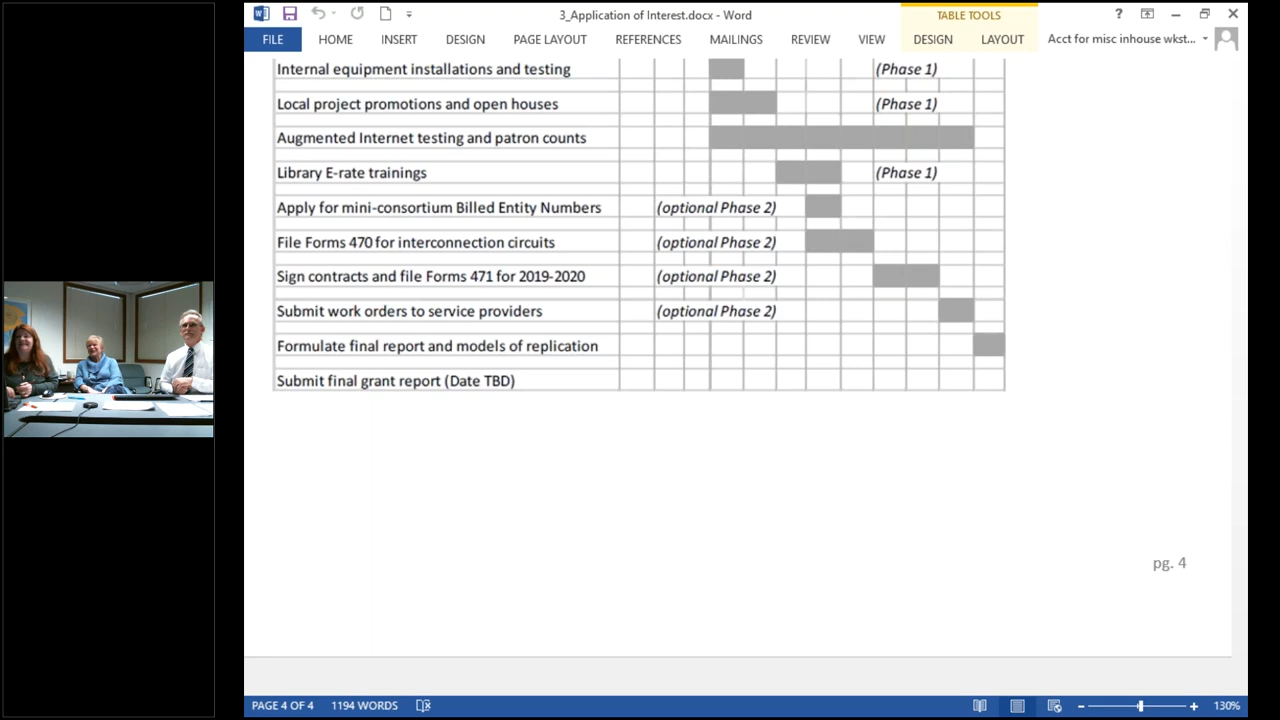 3_Application of Interest.docx - Word
TABLE TOOLS
?
FILE HOME INSERT DESIGN PAGE LAYOUT REFERENCES MAILINGS REVIEW VIEW DESIGN LAYOUT Acct for misc inhouse wkst...
Internal equipment installations and testing (Phase 1)
Local project promotions and open houses (Phase 1)
Augmented Internet testing and patron counts
Library E-rate trainings (Phase 1)
Apply for mini-consortium Billed Entity Numbers (optional Phase 2)
File Forms 470 for interconnection circuits (optional Phase 2)
Sign contracts and file Forms 471 for 2019-2020 (optional Phase 2)
Submit work orders to service providers (optional Phase 2)
Formulate final report and models of replication
Submit final grant report (Date TBD)
pg. 4
PAGE 4 OF 4 1194 WORDS 130%